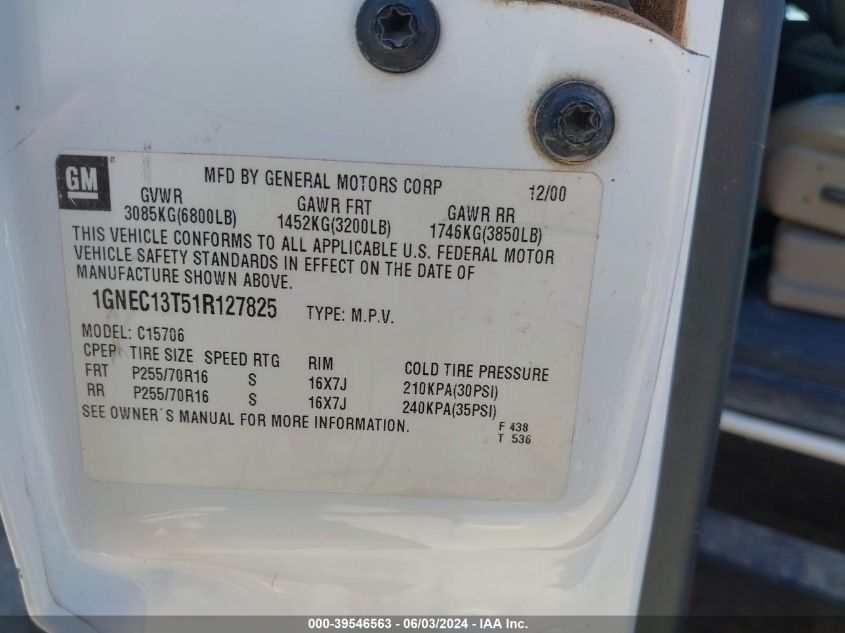 GM
MFD BY GENERAL MOTORS CORP 12/00
GVWR GAWR FRT GAWR RR
3085KG(6800LB) 1452KG(3200LB) 1746KG(3850LB)
THIS VEHICLE CONFORMS TO ALL APPLICABLE U.S. FEDERAL MOTOR
VEHICLE SAFETY STANDARDS IN EFFECT ON THE DATE OF
MANUFACTURE SHOWN ABOVE.
1GNEC13T51R127825 TYPE: M.P.V.
MODEL: C15706
TIRE SIZE SPEED RTG RIM COLD TIRE PRESSURE
FRT P255/70R16 S 16X7J 210KPA(30PSI)
RR P255/70R16 S 16X7J 240KPA(35PSI)
SEE OWNER'S MANUAL FOR MORE INFORMATION.
F 438
T 536
000-39546563 / 06/03/2024 - IAA Inc.